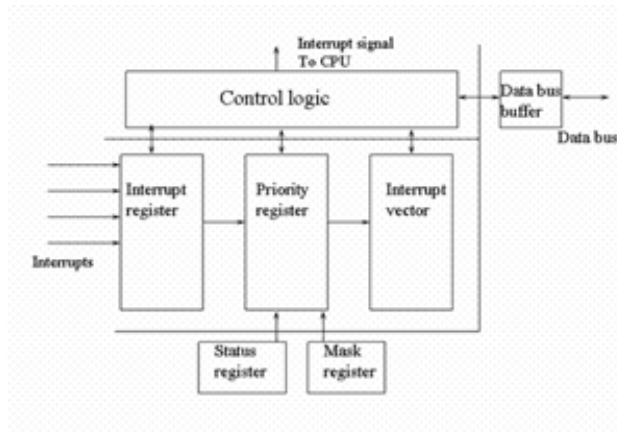 Interrupt signal
To CPU
Control logic
Data bus
buffer
Data bus
Interrupt
register
Priority
register
Interrupt
vector
Interrupts
Status
register
Mask
register